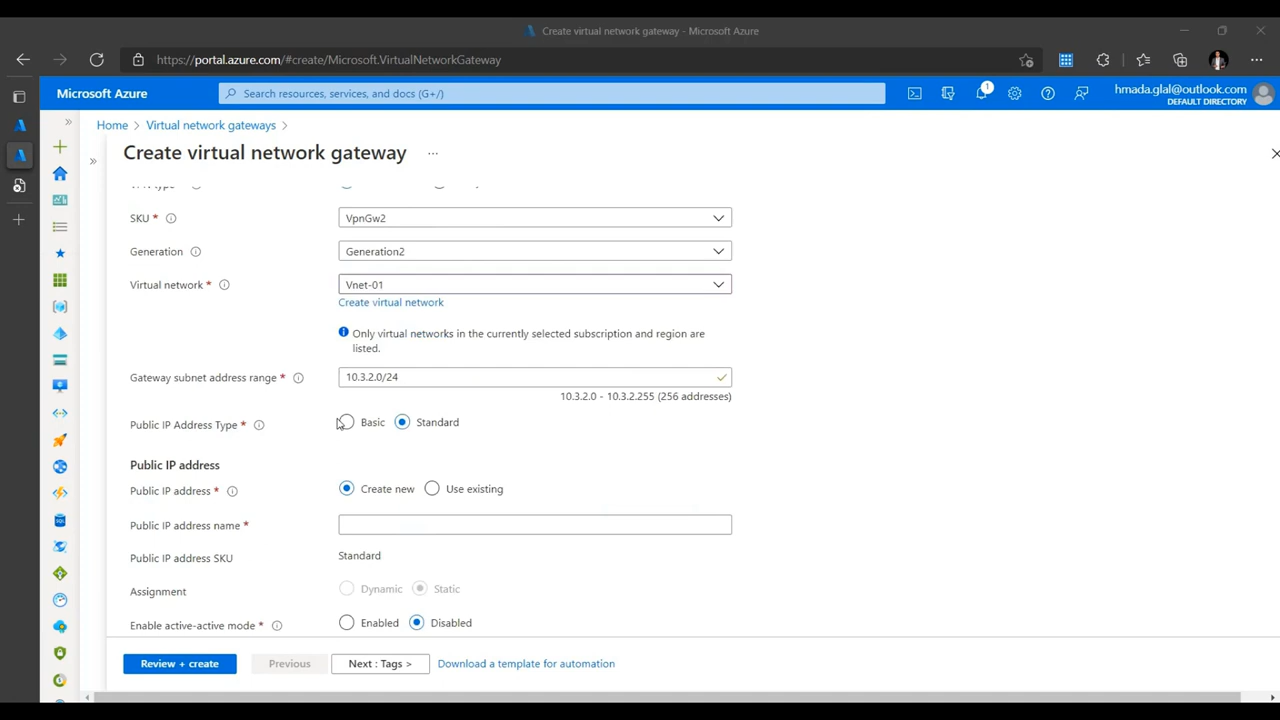 Create virtual network gateway - Microsoft Azure
https://portal.azure.com/#create/Microsoft.VirtualNetworkGateway
Microsoft Azure
Search resources, services, and docs (G+/)
1
hmada.glal@outlook.com
DEFAULT DIRECTORY
Home > Virtual network gateways >
Create virtual network gateway ...
SKU * VpnGw2
Generation Generation2
Virtual network * Vnet-01
Create virtual network
Only virtual networks in the currently selected subscription and region are
listed.
Gateway subnet address range * 10.3.2.0/24
10.3.2.0 - 10.3.2.255 (256 addresses)
Public IP Address Type * Basic Standard
Public IP address
Public IP address * Create new Use existing
Public IP address name *
Public IP address SKU Standard
Assignment Dynamic Static
Enable active-active mode * Enabled Disabled
Review + create Previous Next : Tags > Download a template for automation